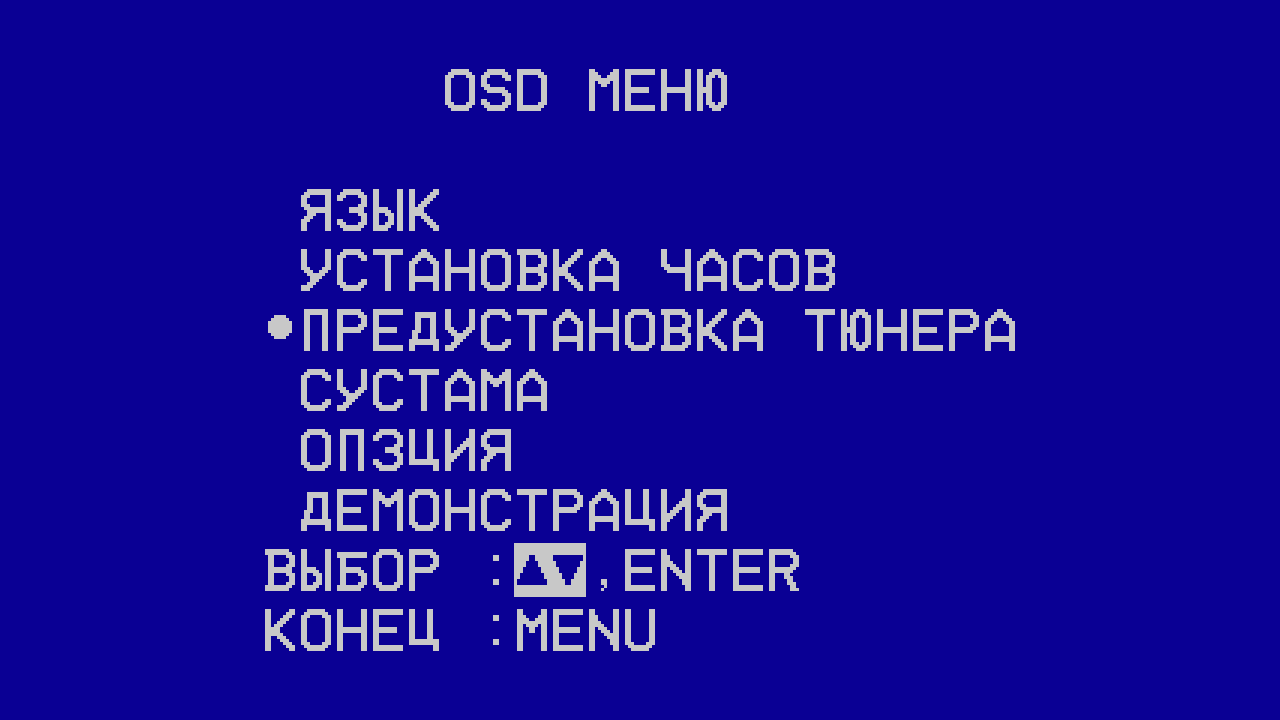 OSD МЕНЮ
ЯЗЫК
УСТАНОВКА ЧАСОВ
●ПРЕДУСТАНОВКА ТЮНЕРА
СУСТАМА
ОПЗЦИЯ
ДЕМОНСТРАЦИЯ
ВЫБОР :△▽,ENTER
КОНЕЦ :MENU